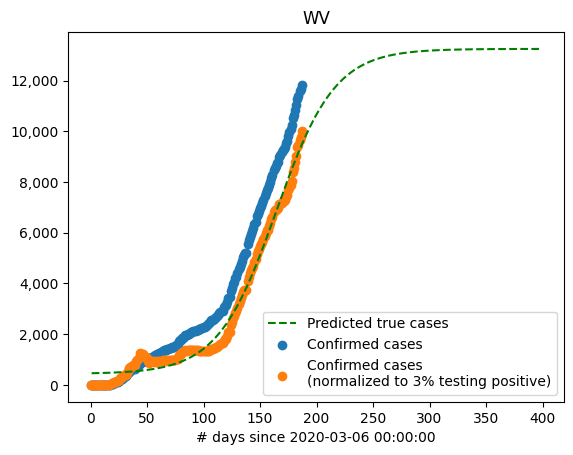 WV
12,000
10,000
8,000
6,000
4,000
2,000
0
Predicted true cases
Confirmed cases
Confirmed cases
(normalized to 3% testing positive)
0 50 100 150 200 250 300 350 400
# days since 2020-03-06 00:00:00